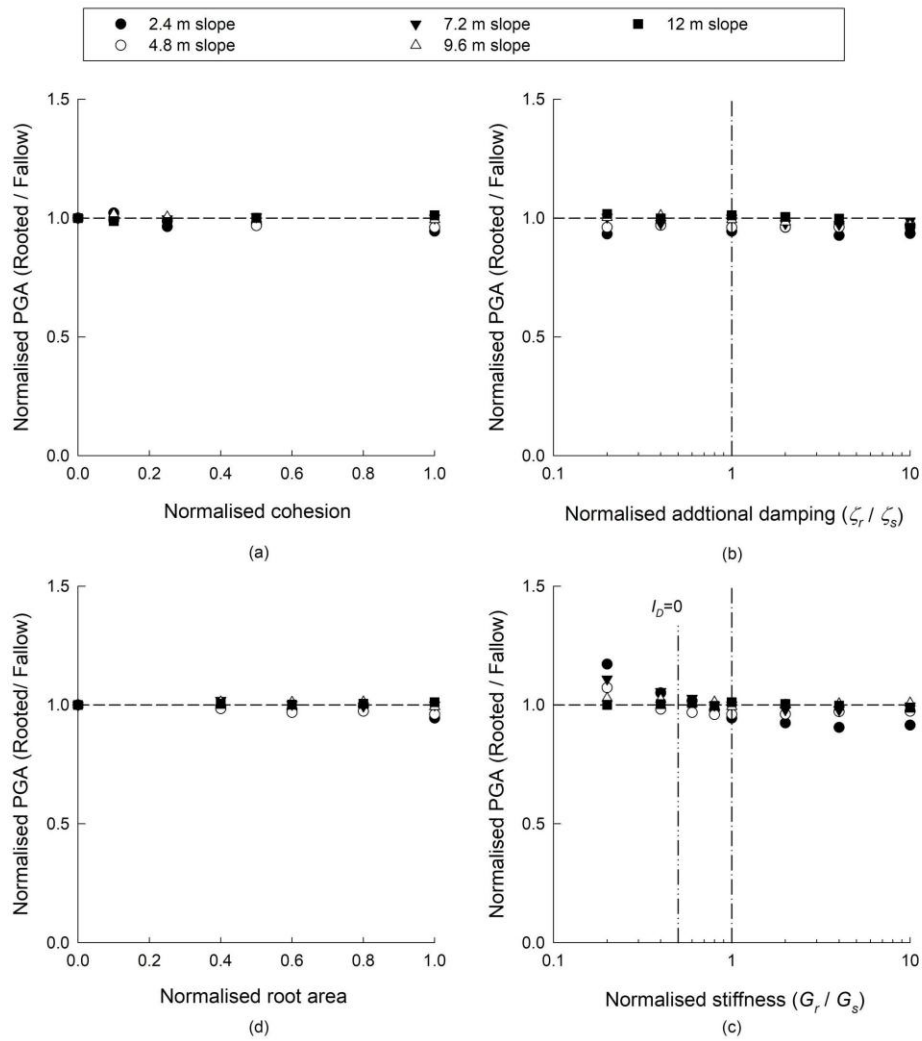 2.4 m slope
7.2 m slope
12 m slope
4.8 m slope
9.6 m slope
1.5
1.0
0.5
0.0
Normalised PGA (Rooted / Fallow)
0.0 0.2 0.4 0.6 0.8 1.0
Normalised cohesion
(a)
1.5
1.0
0.5
0.0
Normalised PGA (Rooted / Fallow)
0.1 1 10
Normalised addtional damping (ζr / ζs)
(b)
1.5
1.0
0.5
0.0
Normalised PGA (Rooted/ Fallow)
0.0 0.2 0.4 0.6 0.8 1.0
Normalised root area
(d)
1.5
1.0
0.5
0.0
Normalised PGA (Rooted / Fallow)
ID=0
0.1 1 10
Normalised stiffness (Gr / Gs)
(c)